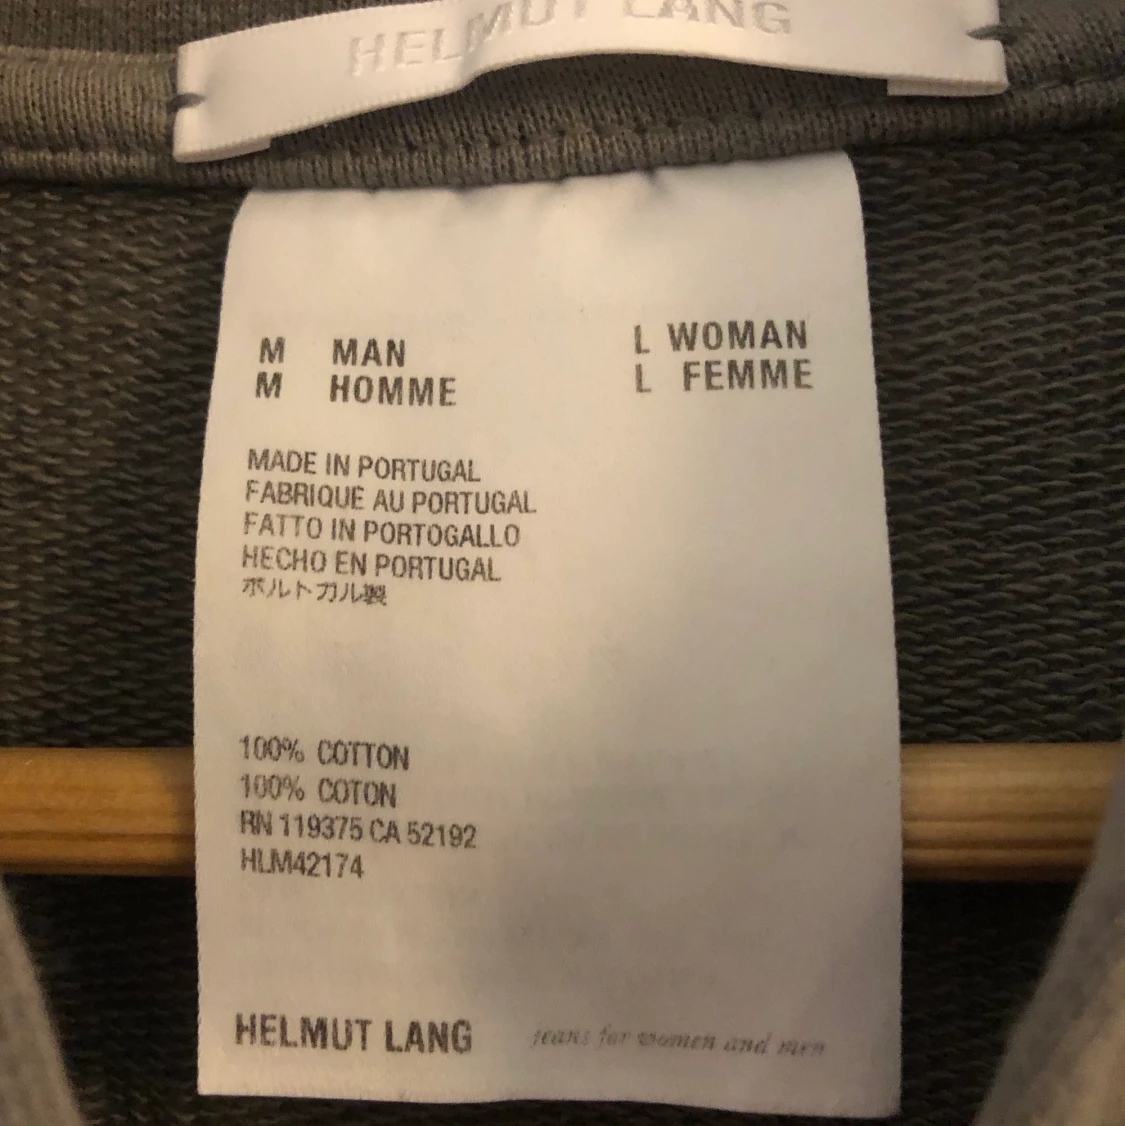 HELMUT LANG
M MAN L WOMAN
M HOMME L FEMME
MADE IN PORTUGAL
FABRIQUE AU PORTUGAL
FATTO IN PORTOGALLO
HECHO EN PORTUGAL
ポルトガル製
100% COTTON
100% COTON
RN 119375 CA 52192
HLM42174
HELMUT LANG jeans for women and men